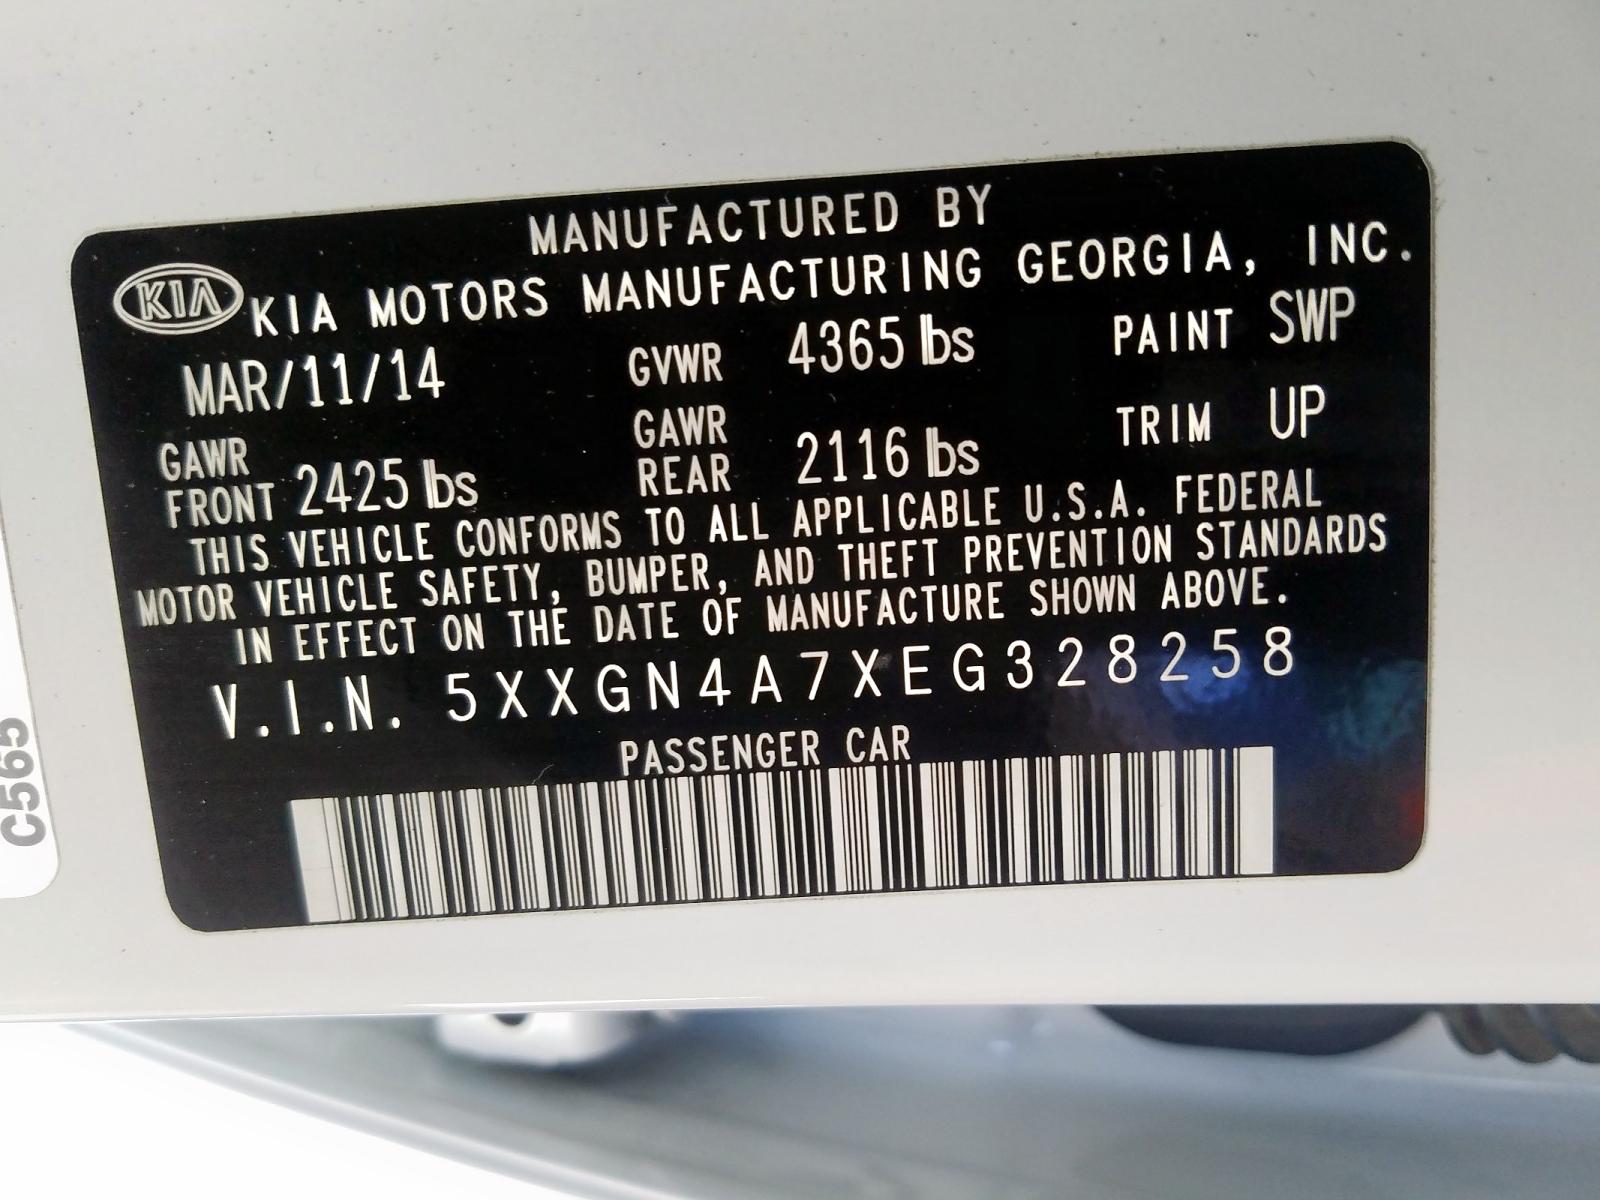 MANUFACTURED BY
KIA KIA MOTORS MANUFACTURING GEORGIA, INC.
MAR/11/14 GVWR 4365 lbs PAINT SWP
GAWR FRONT 2425 lbs GAWR REAR 2116 lbs TRIM UP
THIS VEHICLE CONFORMS TO ALL APPLICABLE U.S.A. FEDERAL
MOTOR VEHICLE SAFETY, BUMPER, AND THEFT PREVENTION STANDARDS
IN EFFECT ON THE DATE OF MANUFACTURE SHOWN ABOVE.
V.I.N. 5XXGN4A7XEG328258
PASSENGER CAR
C565